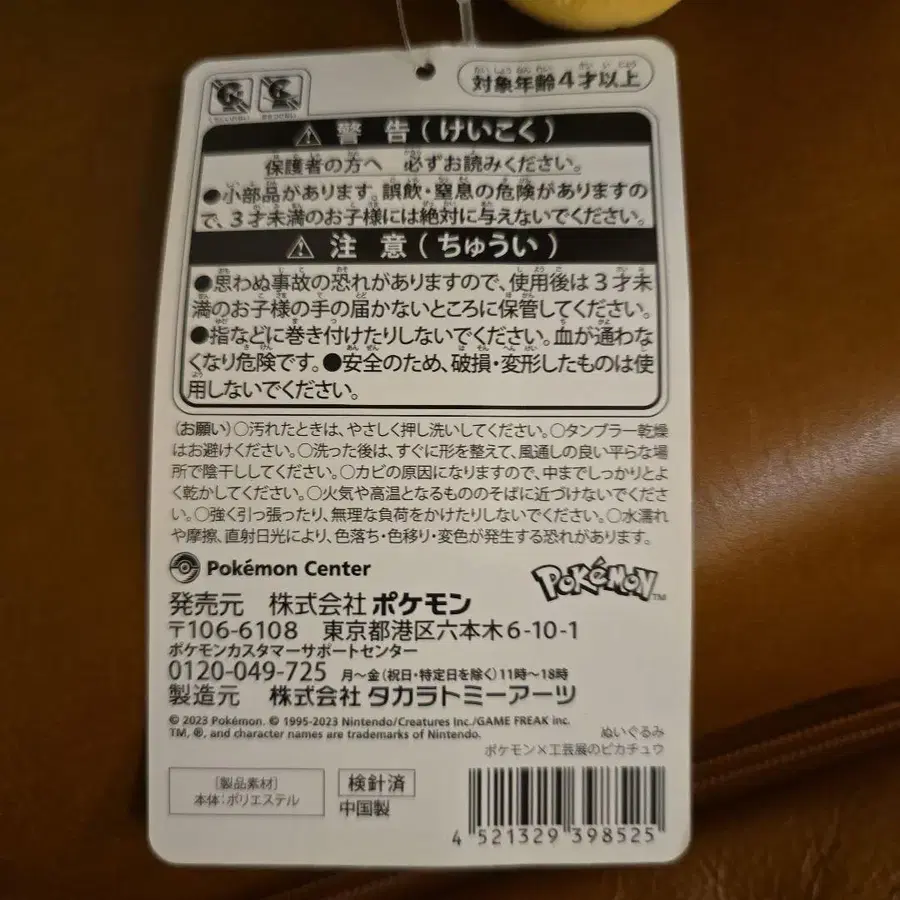 対象年齢4才以上
警告(けいこく)
保護者の方へ 必ずお読みください。
●小部品があります。誤飲・窒息の危険がありますの
で、3才未満のお子様には絶対に与えないでください。
注意(ちゅうい)
●思わぬ事故の恐れがありますので、使用後は3才未
満のお子様の手の届かないところに保管してください。
●指などに巻き付けたりしないでください。血が通わな
くなり危険です。●安全のため、破損・変形したものは使
用しないでください。
(お願い)○汚れたときは、やさしく押し洗いしてください。○タンブラー乾燥
はお避けください。○洗った後は、すぐに形を整えて、風通しの良い平らな場
所で陰干ししてください。○カビの原因になりますので、中までしっかりとよ
く乾かしてください。○火気や高温となるもののそばに近づけないでくださ
い。○強く引っ張ったり、無理な負荷をかけたりしないでください。○水濡れ
や摩擦、直射日光により、色落ち・色移り・変色が発生する恐れがあります。
Pokémon Center
POKéMON™
発売元 株式会社ポケモン
〒106-6108 東京都港区六本木6-10-1
ポケモンカスタマーサポートセンター
0120-049-725 月～金(祝日・特定日を除く)11時～18時
製造元 株式会社 タカラトミーアーツ
© 2023 Pokémon. © 1995-2023 Nintendo/Creatures Inc./GAME FREAK inc.
TM, ®, and character names are trademarks of Nintendo.
ぬいぐるみ
ポケモン×工芸展のピカチュウ
[製品素材]
本体:ポリエステル
検針済
中国製
4 521329 398525